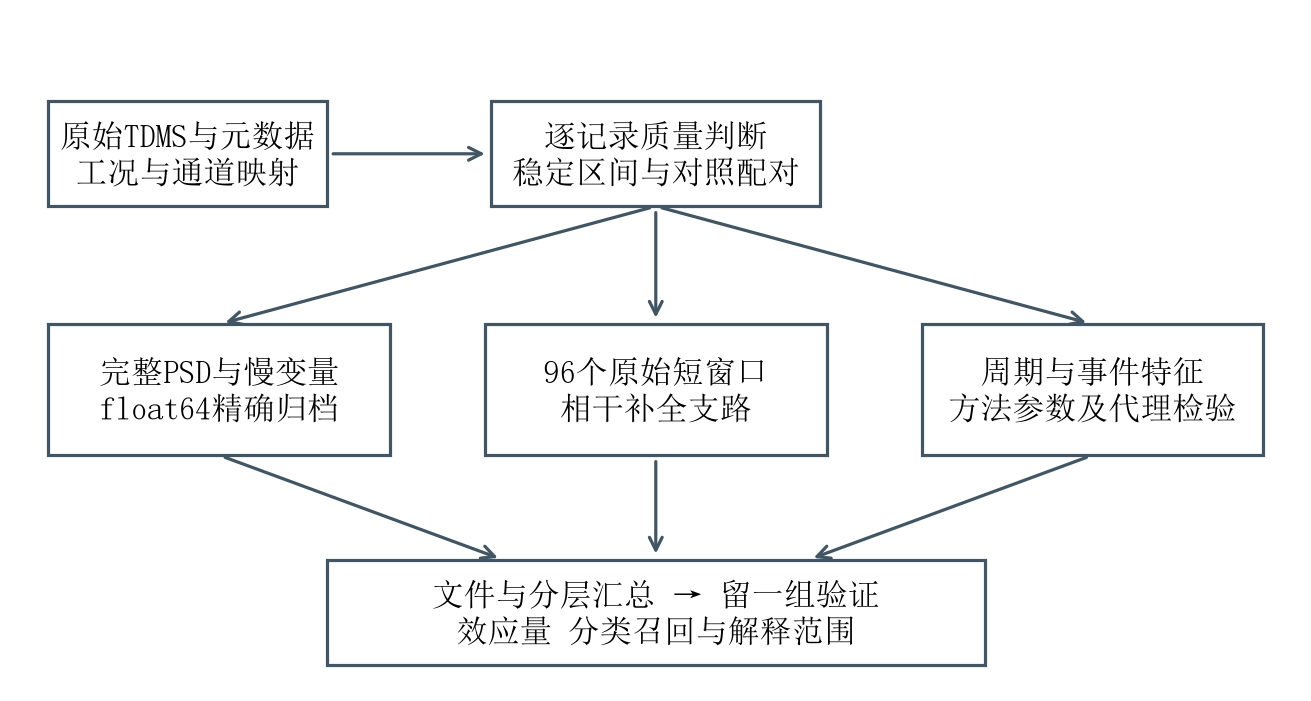 原始TDMS与元数据
工况与通道映射
逐记录质量判断
稳定区间与对照配对
完整PSD与慢变量
float64精确归档
96个原始短窗口
相干补全支路
周期与事件特征
方法参数及代理检验
文件与分层汇总 → 留一组验证
效应量 分类召回与解释范围